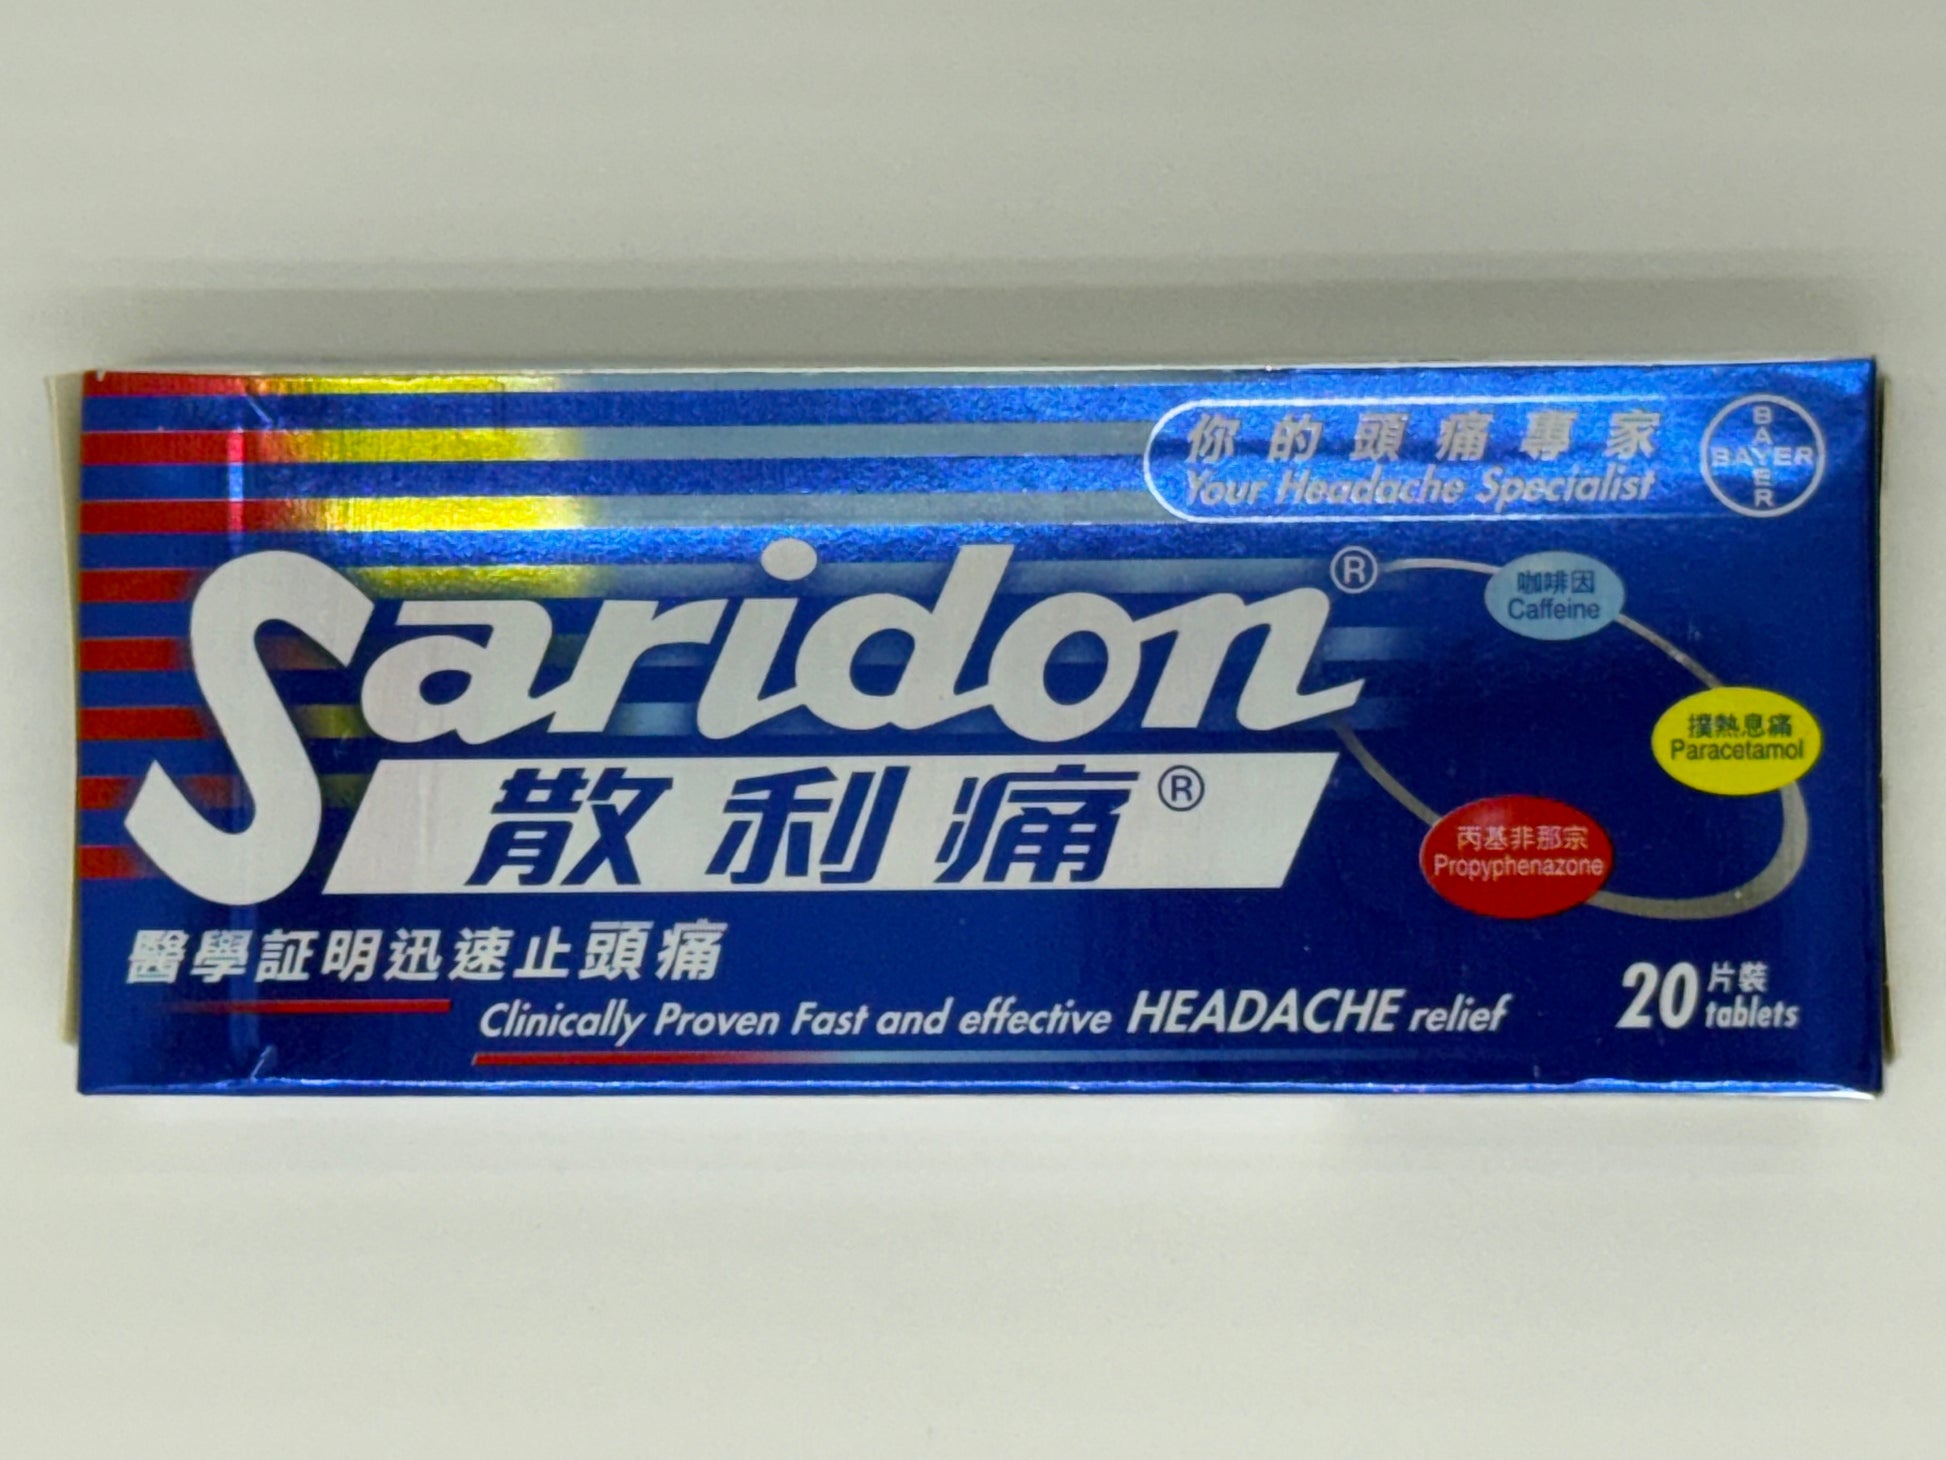 你的頭痛專家
Your Headache Specialist
BAYER
BAYER
Saridon®
散利痛®
咖啡因
Caffeine
撲熱息痛
Paracetamol
丙基非那宗
Propyphenazone
醫學証明迅速止頭痛
Clinically Proven Fast and effective HEADACHE relief
20片裝
tablets